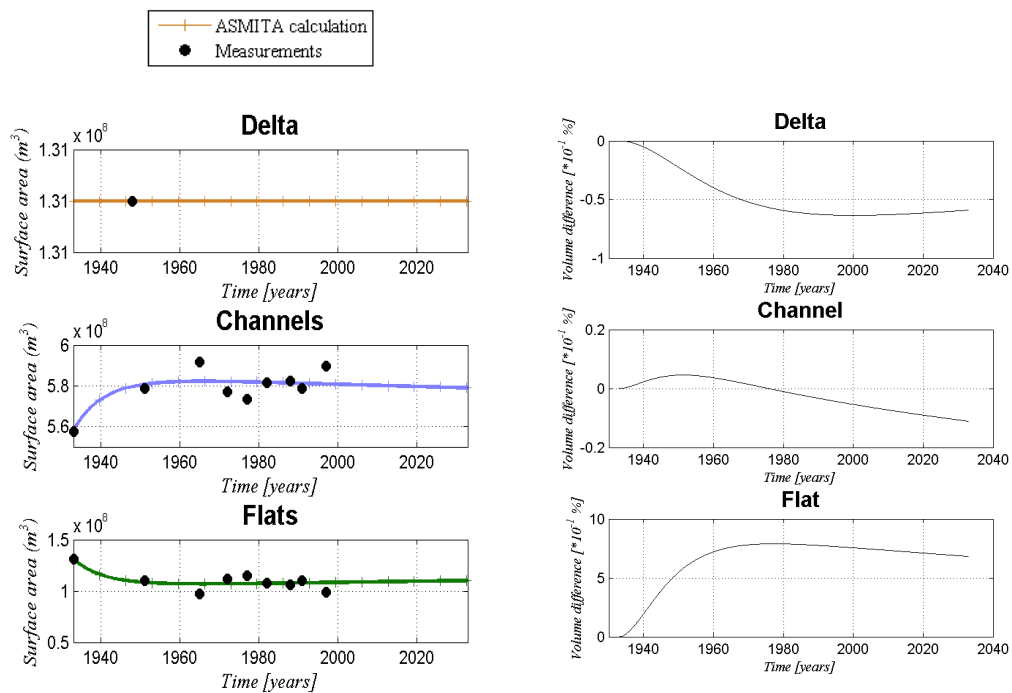 ASMITA calculation
Measurements
Delta
x 10^8
Surface area (m^3)
1.31
1.31
1.31
1940 1960 1980 2000 2020
Time [years]
Channels
x 10^8
Surface area (m^3)
6
5.8
5.6
1940 1960 1980 2000 2020
Time [years]
Flats
x 10^8
Surface area (m^3)
1.5
1
0.5
1940 1960 1980 2000 2020
Time [years]
Delta
Volume difference [*10^-1 %]
0
-0.5
-1
1940 1960 1980 2000 2020 2040
Time [years]
Channel
Volume difference [*10^-1 %]
0.2
0
-0.2
1940 1960 1980 2000 2020 2040
Time [years]
Flat
Volume difference [*10^-1 %]
10
5
0
1940 1960 1980 2000 2020 2040
Time [years]